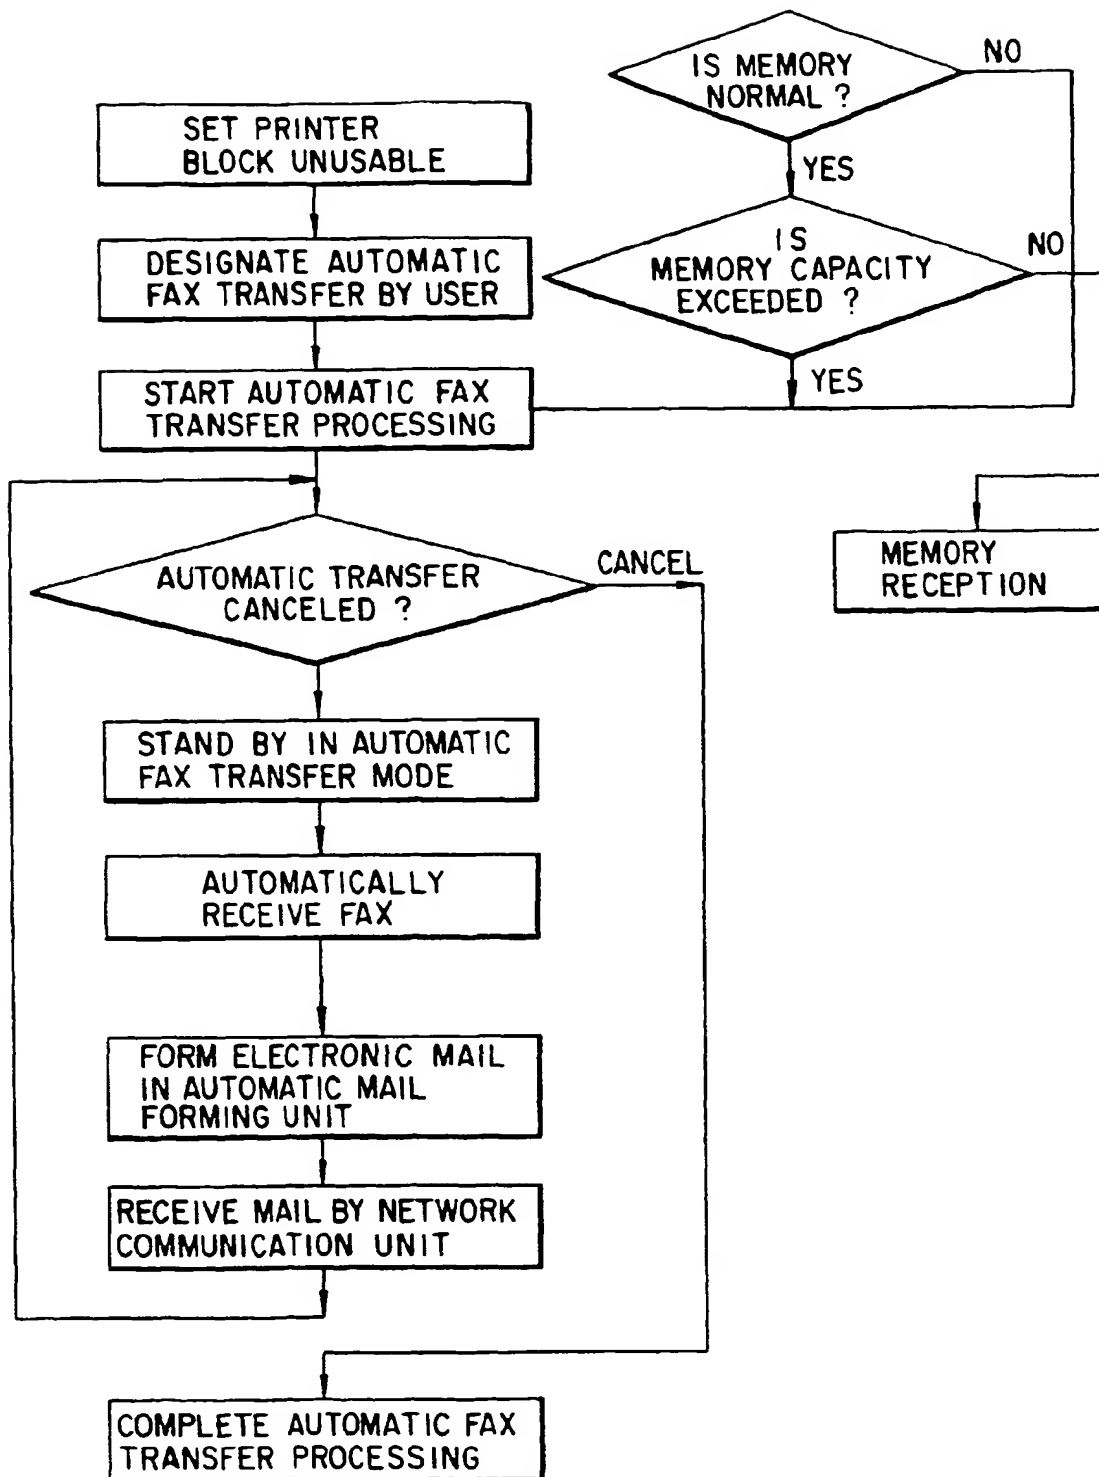 IS MEMORY
NORMAL ?
NO
YES
SET PRINTER
BLOCK UNUSABLE
DESIGNATE AUTOMATIC
FAX TRANSFER BY USER
IS
MEMORY CAPACITY
EXCEEDED ?
NO
YES
START AUTOMATIC FAX
TRANSFER PROCESSING
AUTOMATIC TRANSFER
CANCELED ?
CANCEL
MEMORY
RECEPTION
STAND BY IN AUTOMATIC
FAX TRANSFER MODE
AUTOMATICALLY
RECEIVE FAX
FORM ELECTRONIC MAIL
IN AUTOMATIC MAIL
FORMING UNIT
RECEIVE MAIL BY NETWORK
COMMUNICATION UNIT
COMPLETE AUTOMATIC FAX
TRANSFER PROCESSING